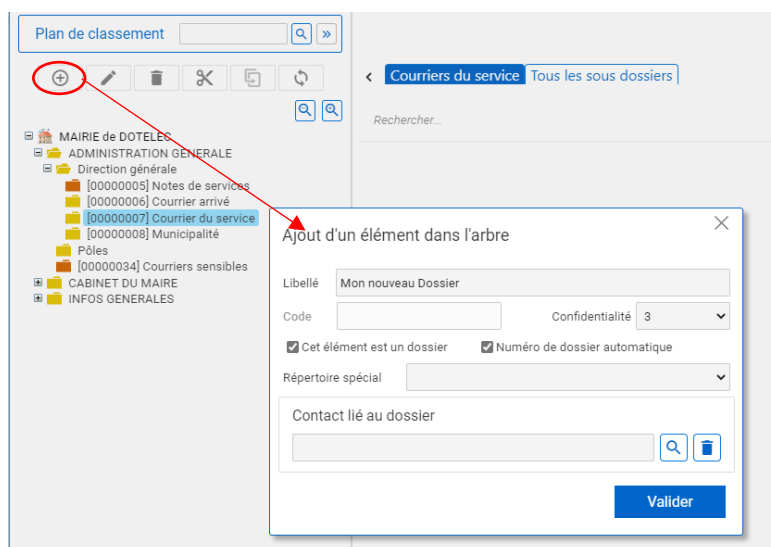 Plan de classement
MAIRIE de DOTELEC
ADMINISTRATION GENERALE
Direction générale
[00000005] Notes de services
[00000006] Courrier arrivé
[00000007] Courrier du service
[00000008] Municipalité
Pôles
[00000034] Courriers sensibles
CABINET DU MAIRE
INFOS GENERALES
Courriers du service Tous les sous dossiers
Rechercher...
Ajout d'un élément dans l'arbre
Libellé Mon nouveau Dossier
Code Confidentialité 3
Cet élément est un dossier Numéro de dossier automatique
Répertoire spécial
Contact lié au dossier
Valider